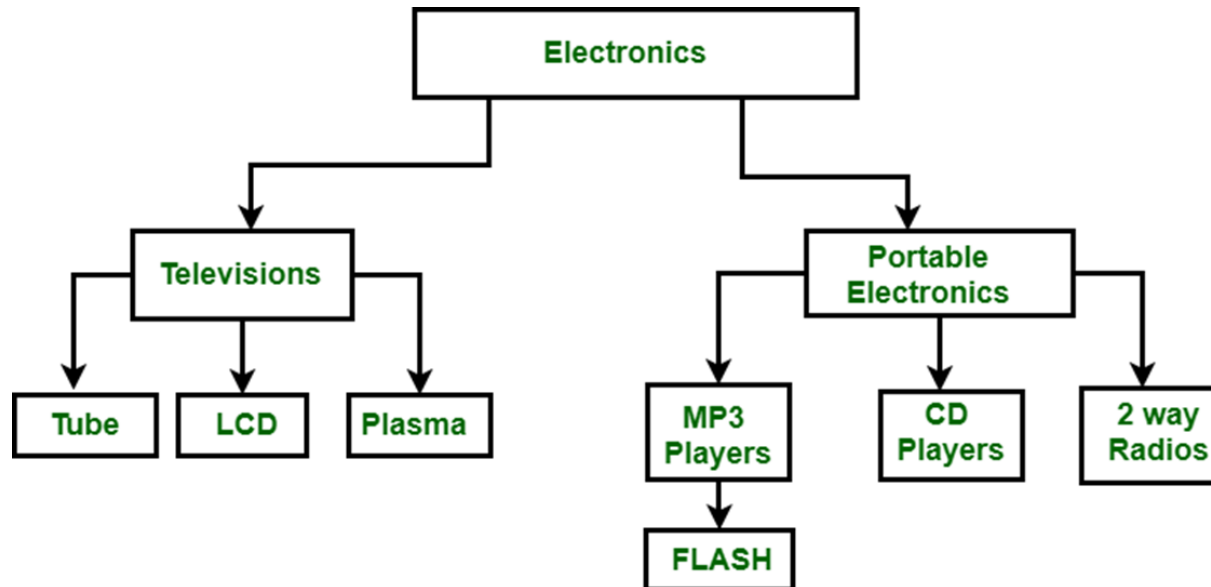 Electronics
Televisions
Portable
Electronics
Tube
LCD
Plasma
MP3
Players
CD
Players
2 way
Radios
FLASH